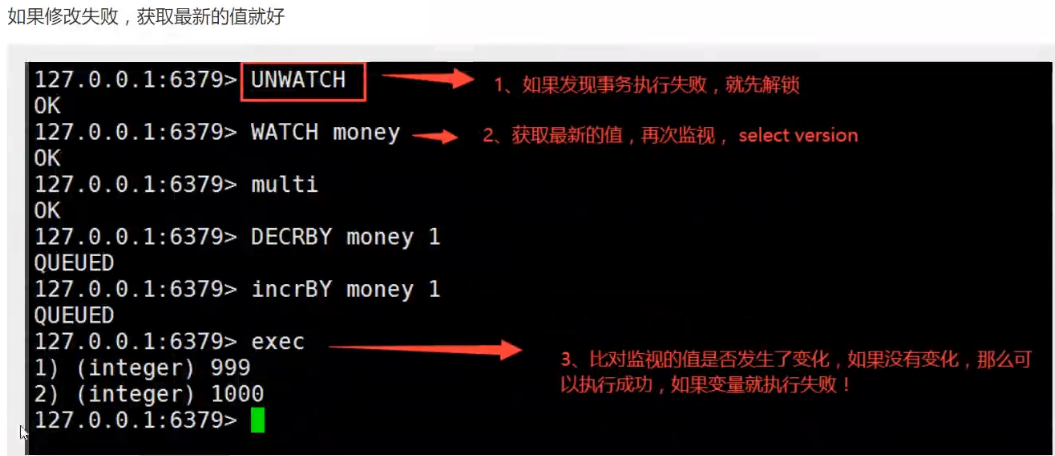 如果修改失败，获取最新的值就好
127.0.0.1:6379> UNWATCH
1、如果发现事务执行失败，就先解锁
OK
127.0.0.1:6379> WATCH money
2、获取最新的值，再次监视， select version
OK
127.0.0.1:6379> multi
OK
127.0.0.1:6379> DECRBY money 1
QUEUED
127.0.0.1:6379> incrBY money 1
QUEUED
127.0.0.1:6379> exec
3、比对监视的值是否发生了变化，如果没有变化，那么可
以执行成功，如果变量就执行失败！
1) (integer) 999
2) (integer) 1000
127.0.0.1:6379>